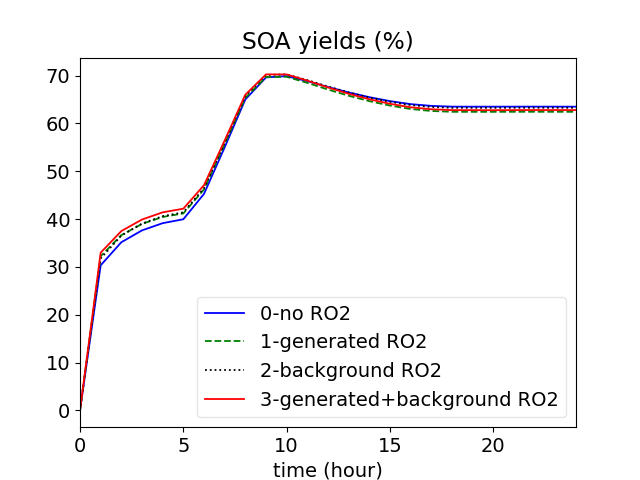 SOA yields (%)
70
60
50
40
30
20
10
0
0-no RO2
1-generated RO2
2-background RO2
3-generated+background RO2
0 5 10 15 20
time (hour)